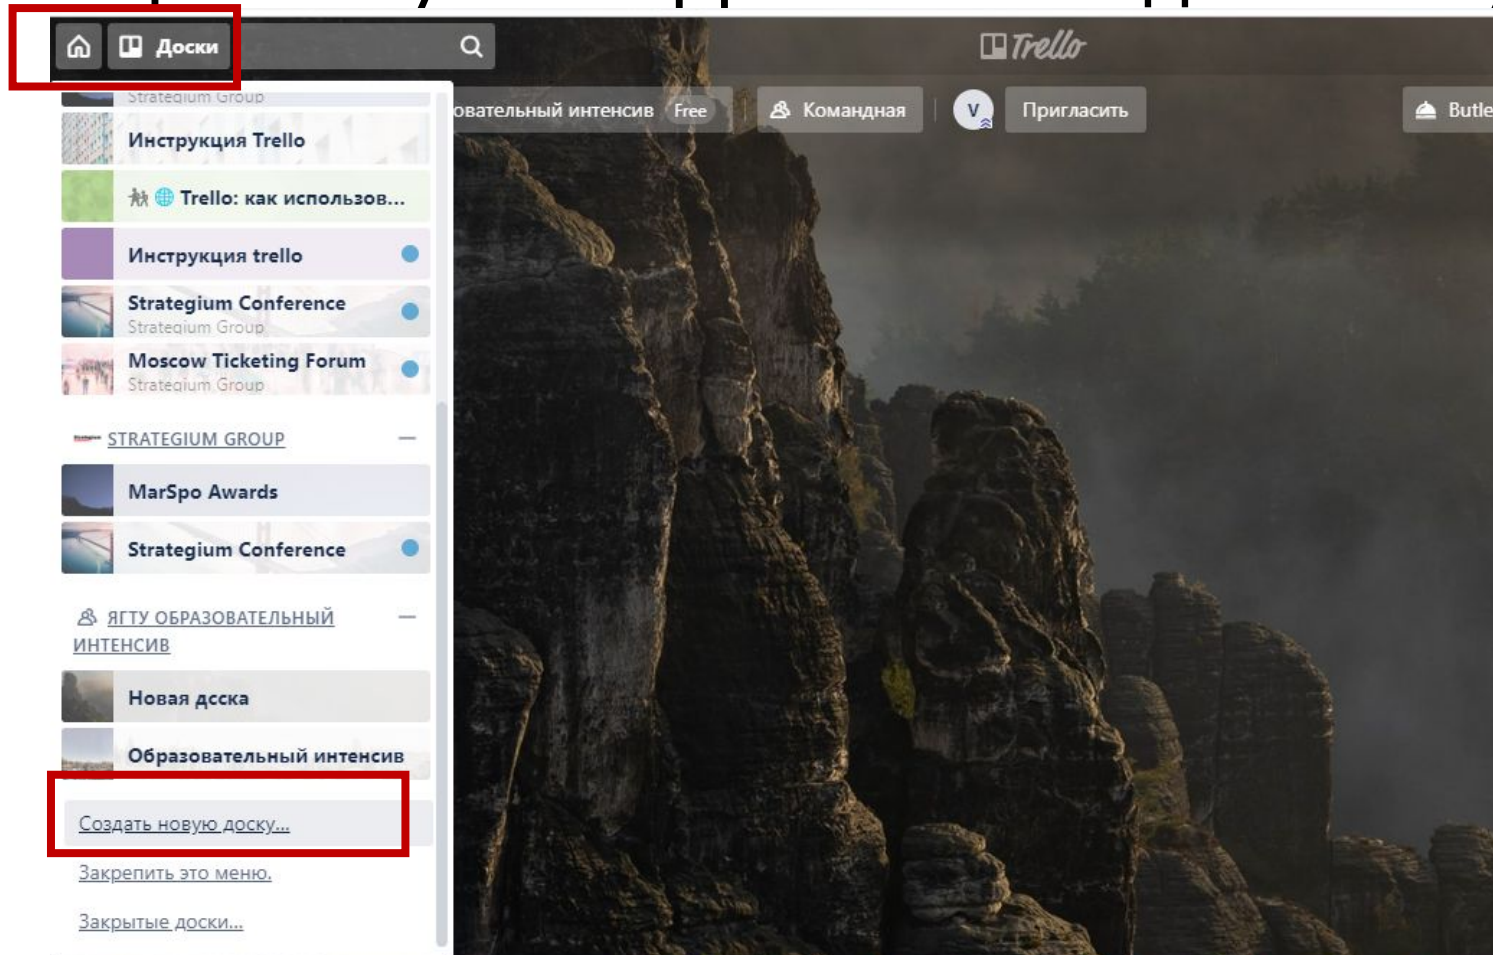 Доски
Trello
Strategium Group
овательный интенсив Free
Командная
V
Пригласить
Butle
Инструкция Trello
Trello: как использов...
Инструкция trello
Strategium Conference
Strategium Group
Moscow Ticketing Forum
Strategium Group
STRATEGIUM GROUP
MarSpo Awards
Strategium Conference
ЯГТУ ОБРАЗОВАТЕЛЬНЫЙ
ИНТЕНСИВ
Новая дсска
Образовательный интенсив
Создать новую доску...
Закрепить это меню.
Закрытые доски...